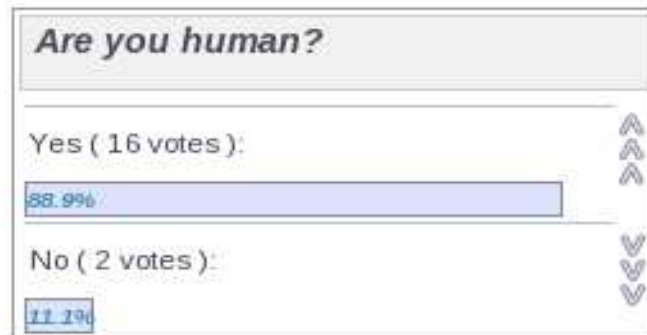 Are you human?
Yes ( 16 votes ):
88.9%
No ( 2 votes ):
11.1%